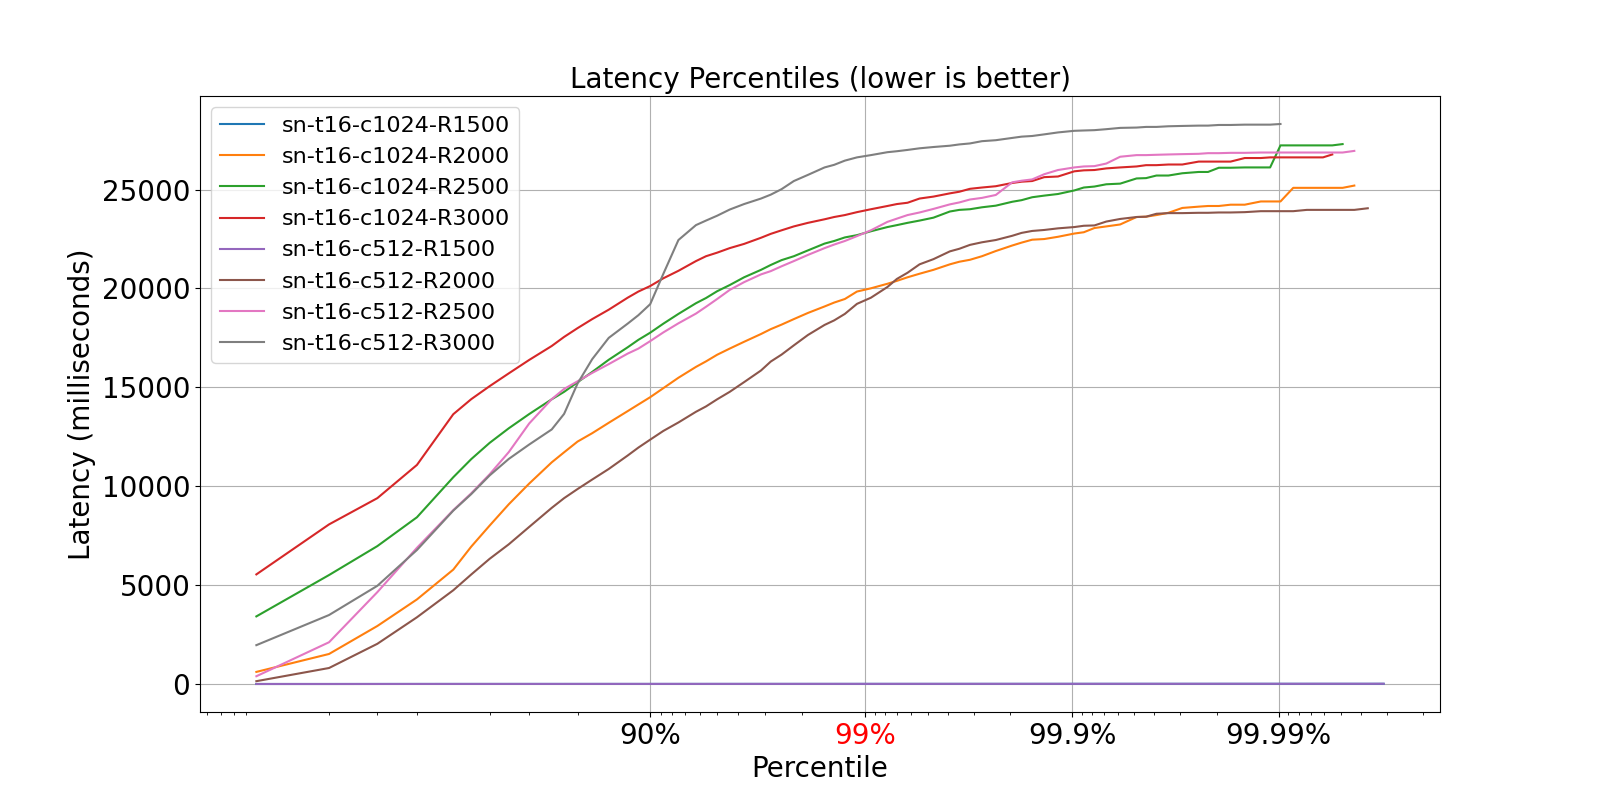 Latency Percentiles (lower is better)
sn-t16-c1024-R1500
sn-t16-c1024-R2000
sn-t16-c1024-R2500
sn-t16-c1024-R3000
sn-t16-c512-R1500
sn-t16-c512-R2000
sn-t16-c512-R2500
sn-t16-c512-R3000
Latency (milliseconds)
25000
20000
15000
10000
5000
0
90% 99% 99.9% 99.99%
Percentile